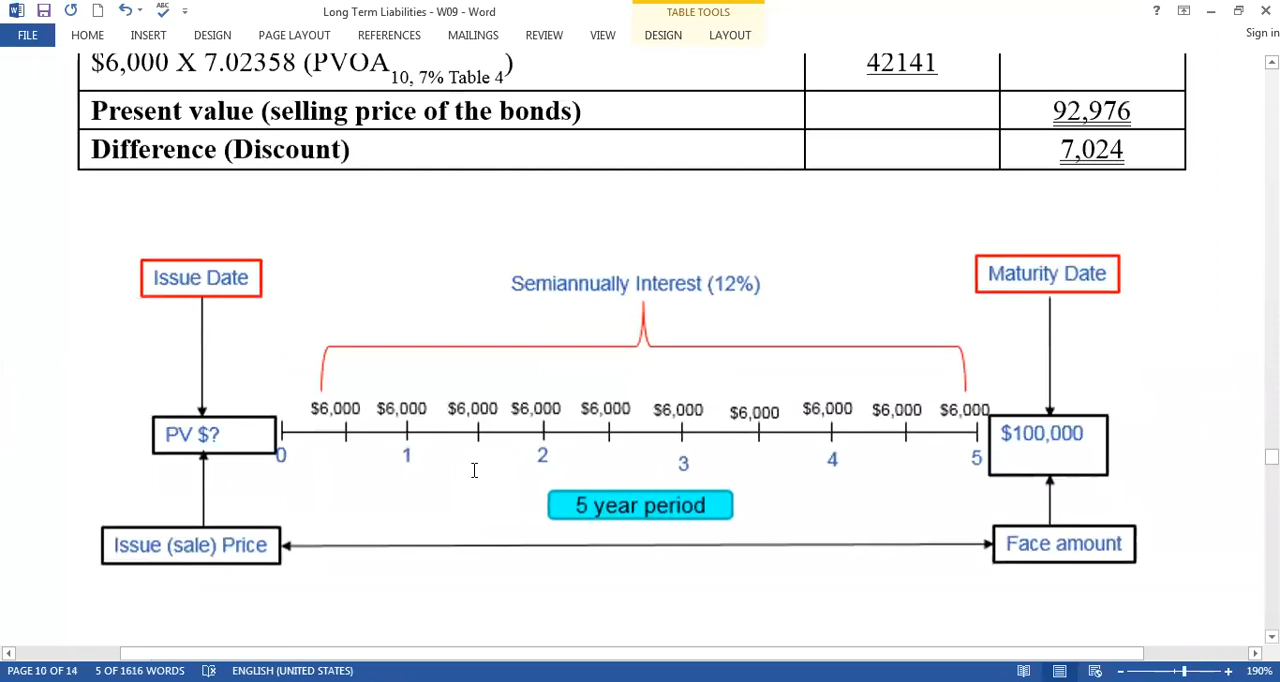 Long Term Liabilities - W09 - Word
TABLE TOOLS
?
FILE HOME INSERT DESIGN PAGE LAYOUT REFERENCES MAILINGS REVIEW VIEW DESIGN LAYOUT Sign in
$6,000 X 7.02358 (PVOA10, 7% Table 4) 42141
Present value (selling price of the bonds) 92,976
Difference (Discount) 7,024
Issue Date
Semiannually Interest (12%)
Maturity Date
$6,000 $6,000 $6,000 $6,000 $6,000 $6,000 $6,000 $6,000 $6,000 $6,000
PV $?
$100,000
0 1 2 3 4 5
5 year period
Issue (sale) Price
Face amount
PAGE 10 OF 14 5 OF 1616 WORDS ENGLISH (UNITED STATES) 190%